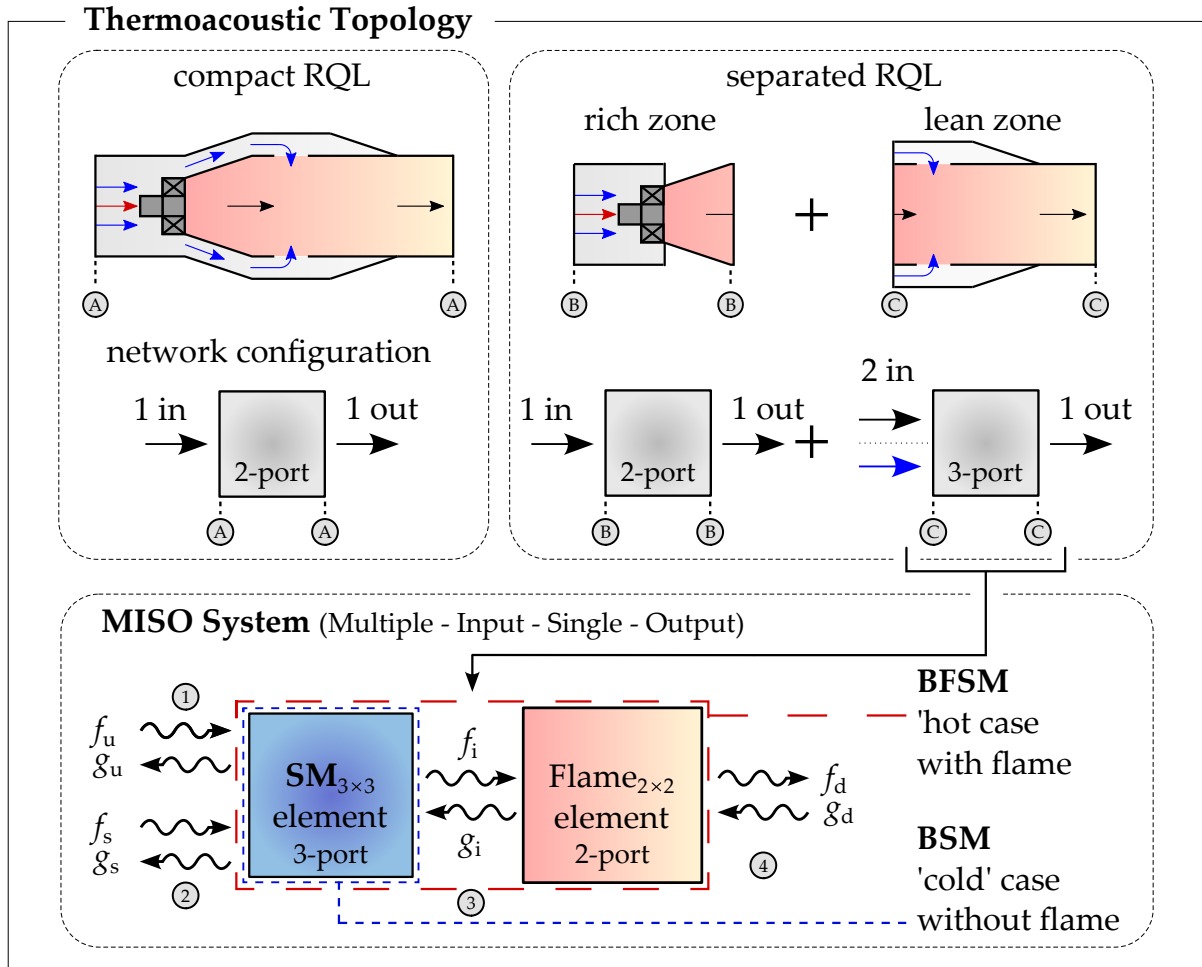 Thermoacoustic Topology
compact RQL
separated RQL
rich zone
lean zone
A
A
B
B
C
C
network configuration
1 in
1 out
2-port
A
A
1 in
1 out
2-port
B
B
2 in
1 out
3-port
C
C
+
+
MISO System (Multiple - Input - Single - Output)
1
f_u
g_u
f_s
g_s
2
SM_3×3
element
3-port
f_i
g_i
3
Flame_2×2
element
2-port
f_d
g_d
4
BFSM
'hot case
with flame
BSM
'cold' case
without flame